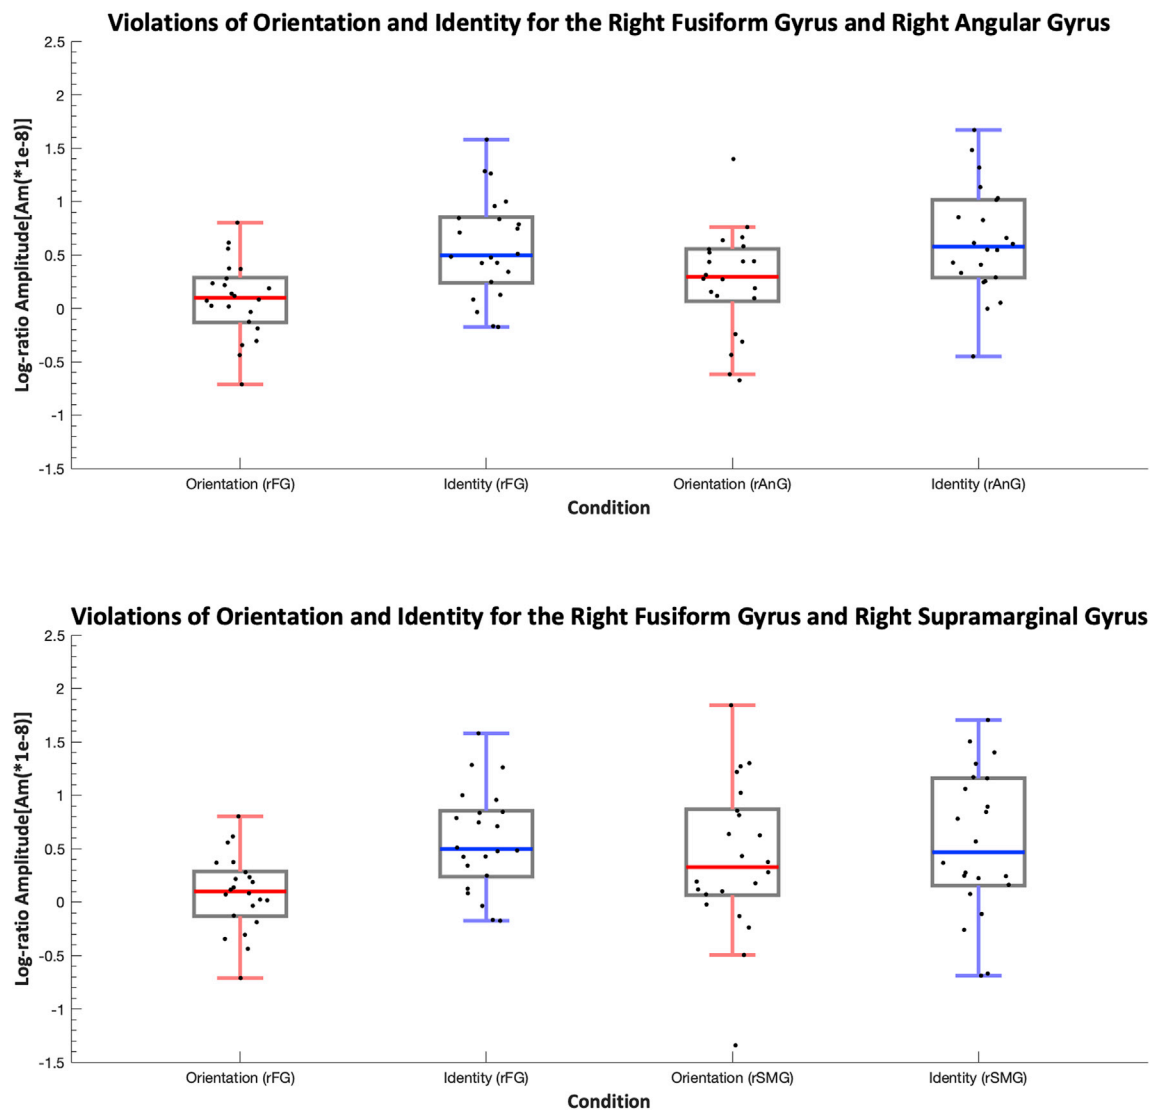 Violations of Orientation and Identity for the Right Fusiform Gyrus and Right Angular Gyrus
Log-ratio Amplitude[Am(*1e-8)]
2.5
2
1.5
1
0.5
0
-0.5
-1
-1.5
Orientation (rFG) Identity (rFG) Orientation (rAnG) Identity (rAnG)
Condition
Violations of Orientation and Identity for the Right Fusiform Gyrus and Right Supramarginal Gyrus
Log-ratio Amplitude[Am(*1e-8)]
2.5
2
1.5
1
0.5
0
-0.5
-1
-1.5
Orientation (rFG) Identity (rFG) Orientation (rSMG) Identity (rSMG)
Condition